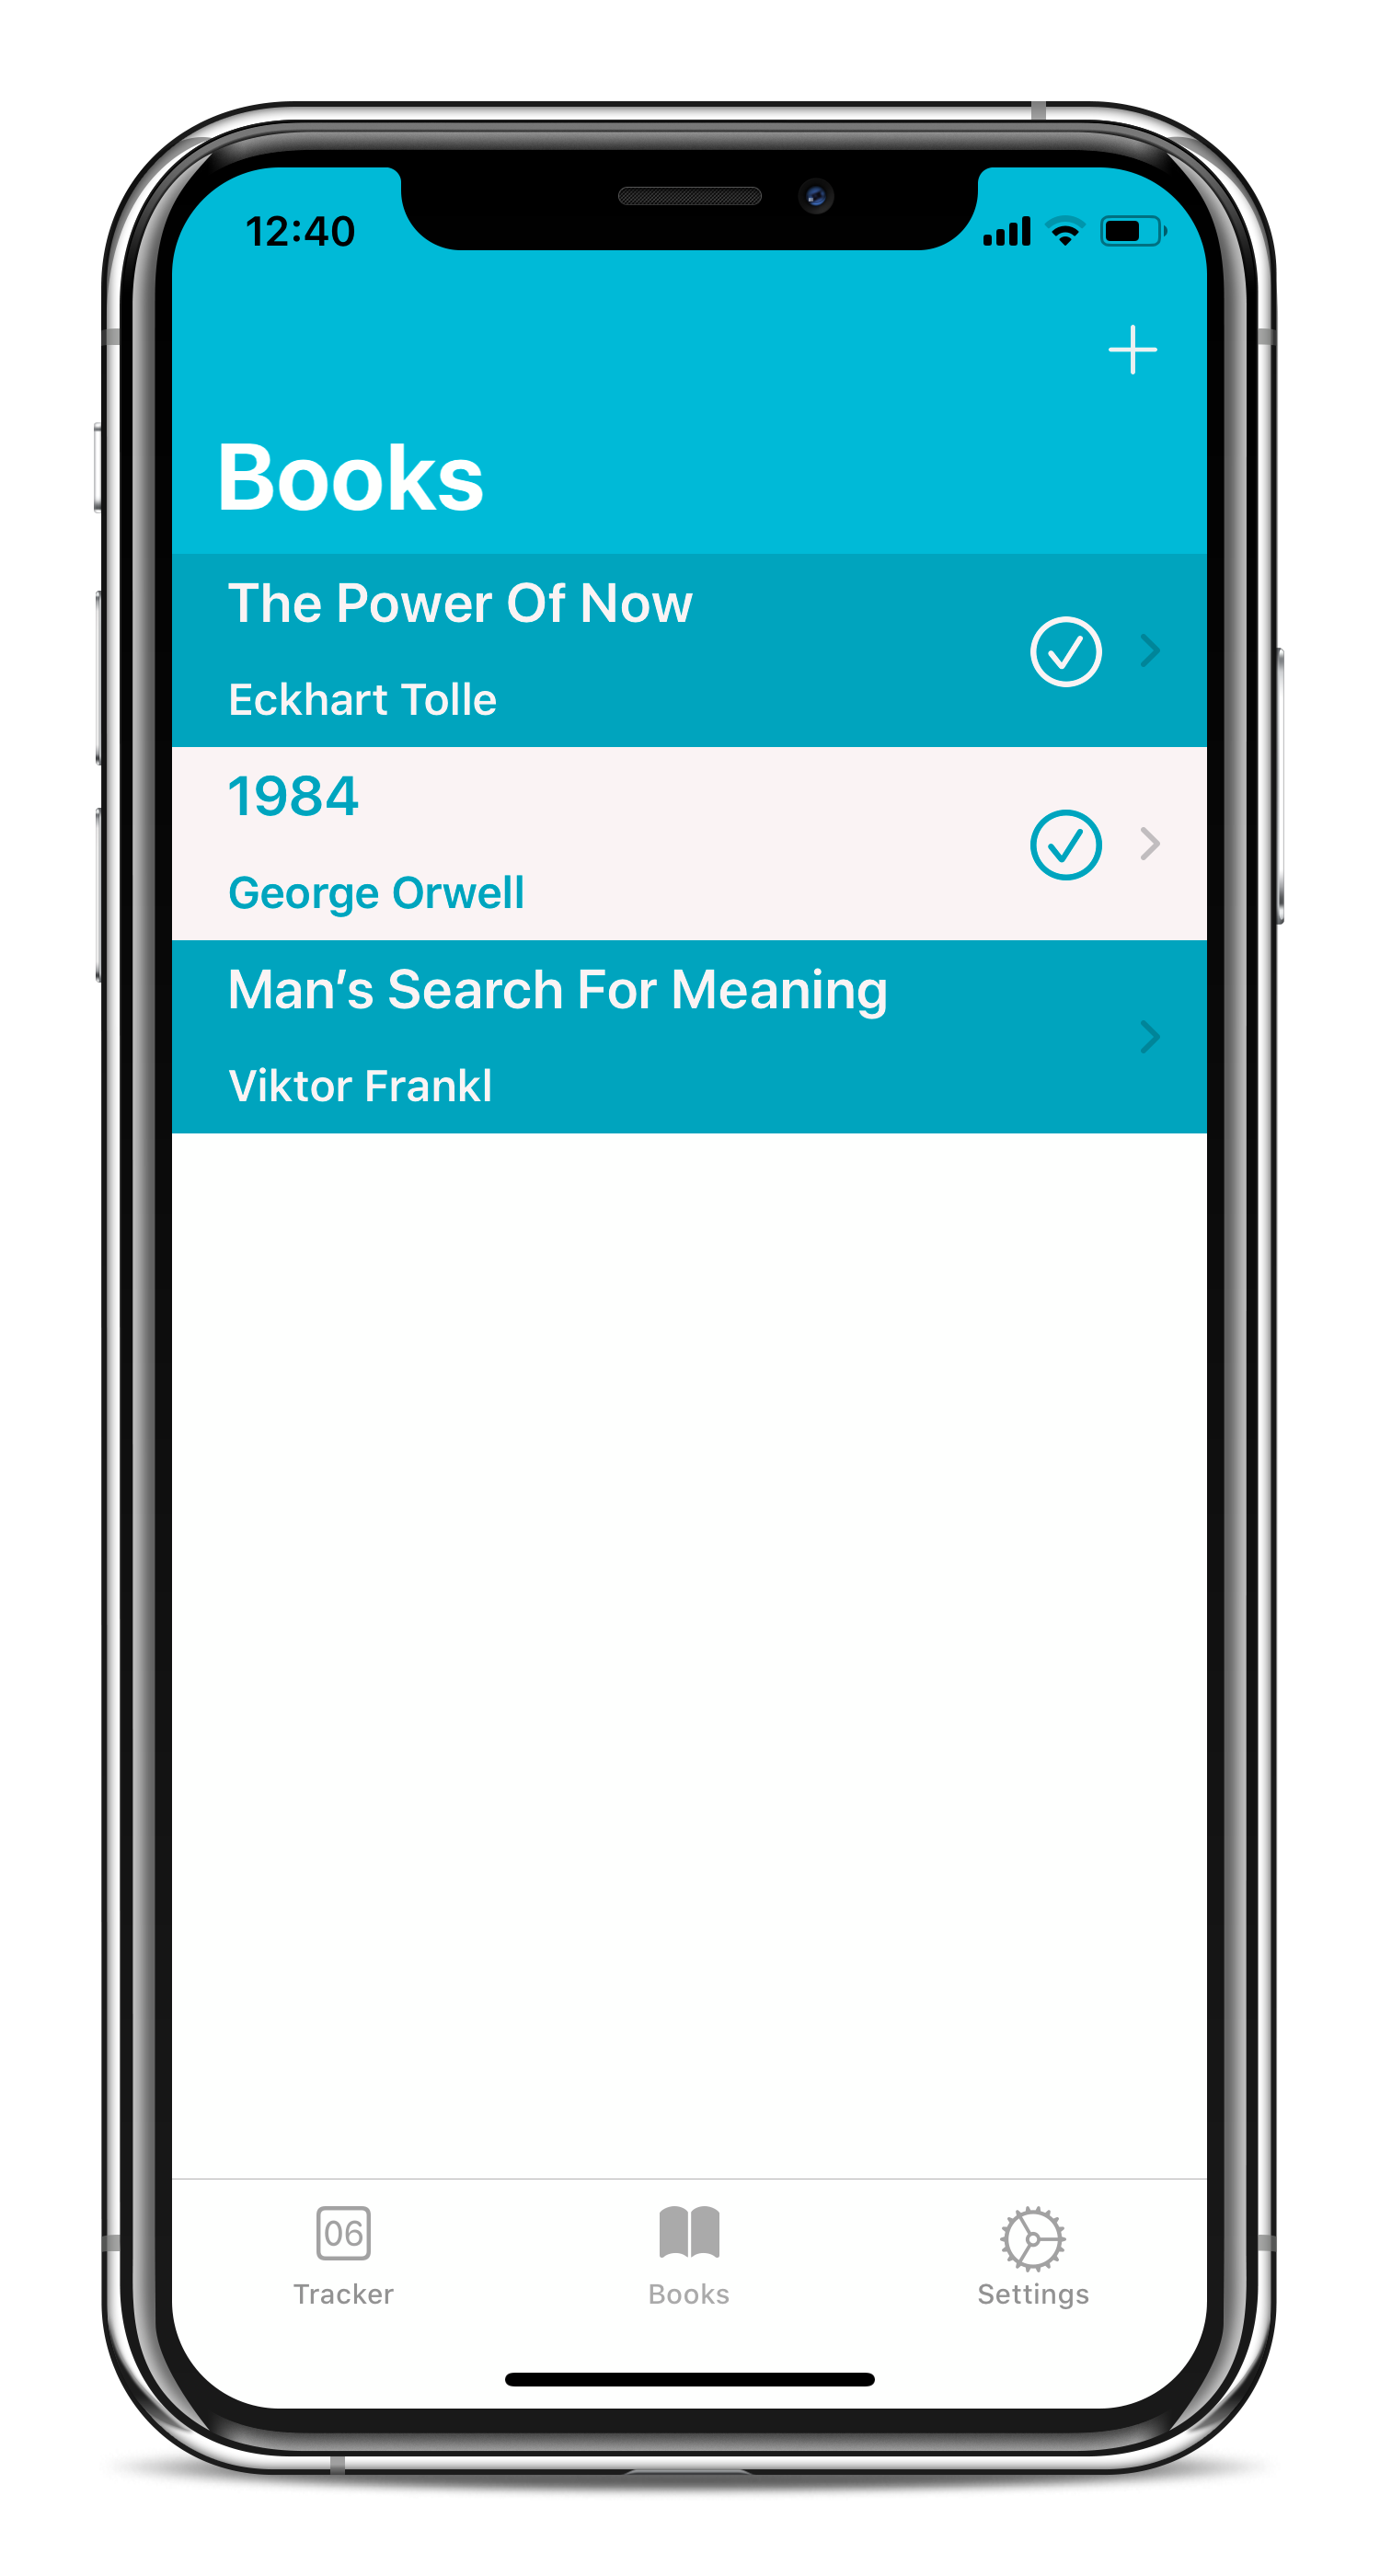 12:40
Books
The Power Of Now
Eckhart Tolle
1984
George Orwell
Man’s Search For Meaning
Viktor Frankl
06
Tracker
Books
Settings